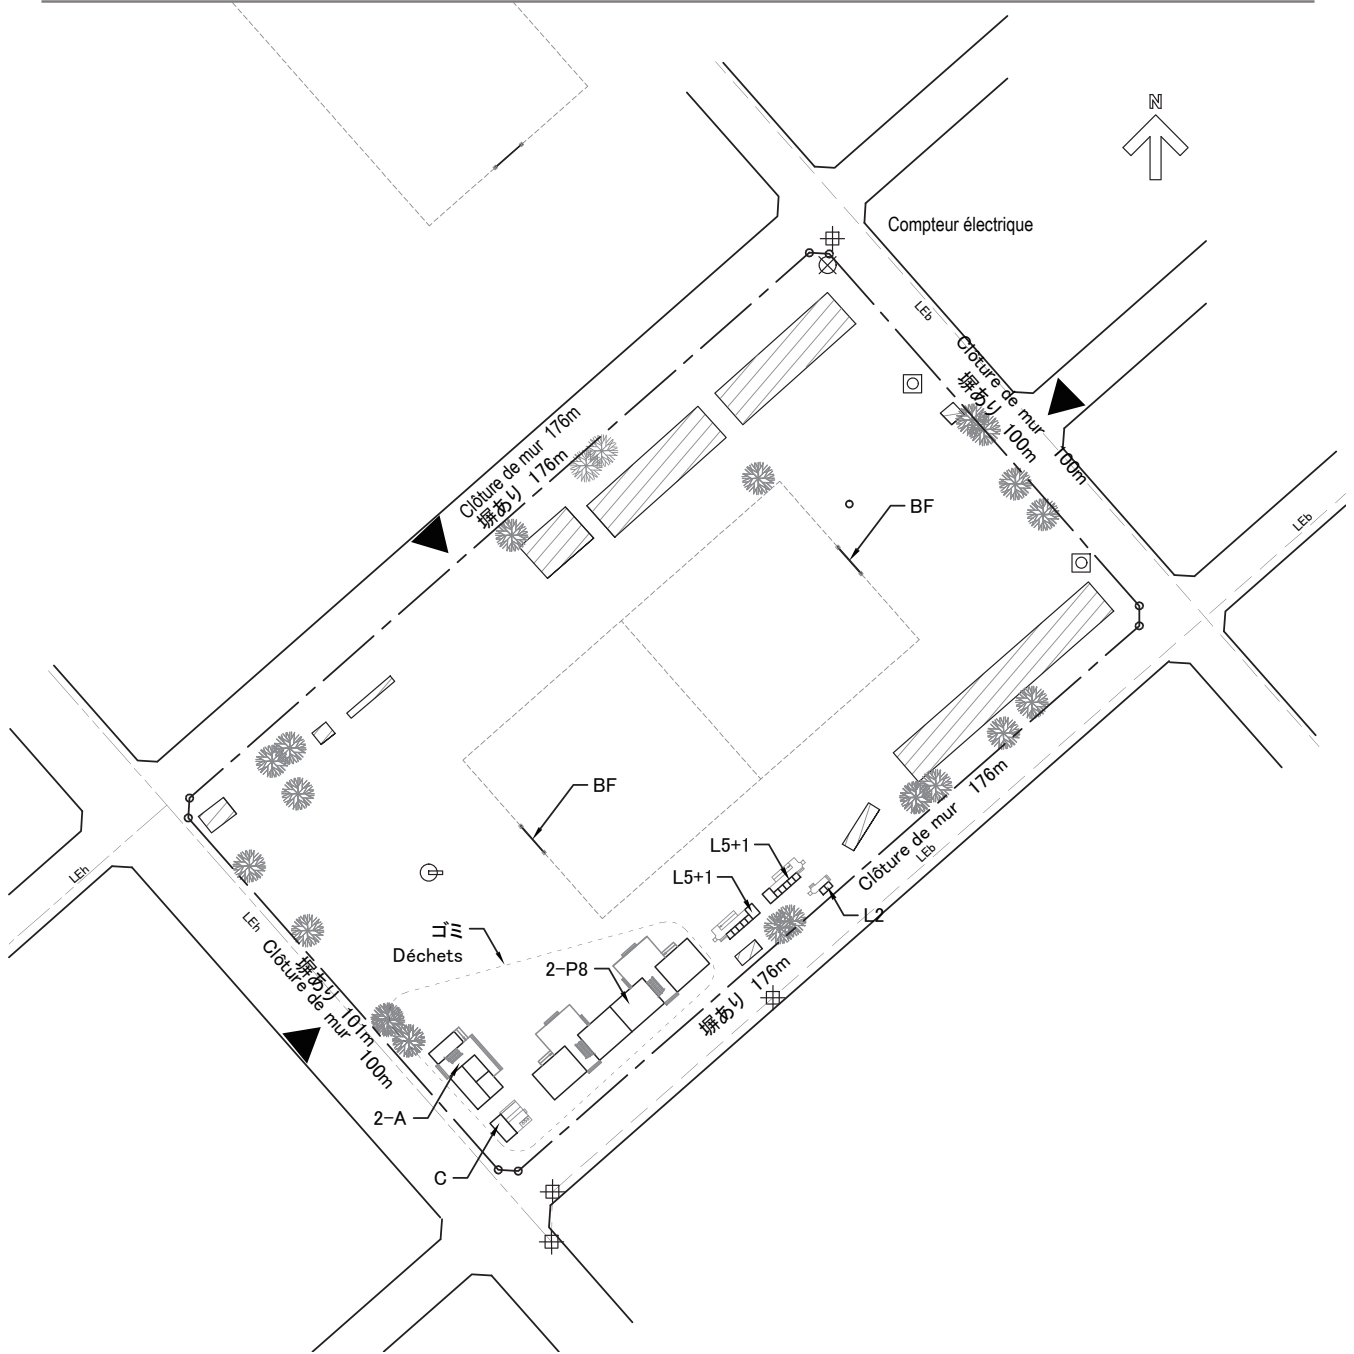 N
Compteur électrique
LEb
Clôture de mur 100m
塀あり 100m
Clôture de mur 176m
塀あり 176m
BF
LEb
BF
Clôture de mur 176m
塀あり 176m
LEb
L5+1
L5+1
L2
LEh
LEh
ゴミ
Déchets
2-P8
塀あり 101m
Clôture de mur 100m
2-A
C